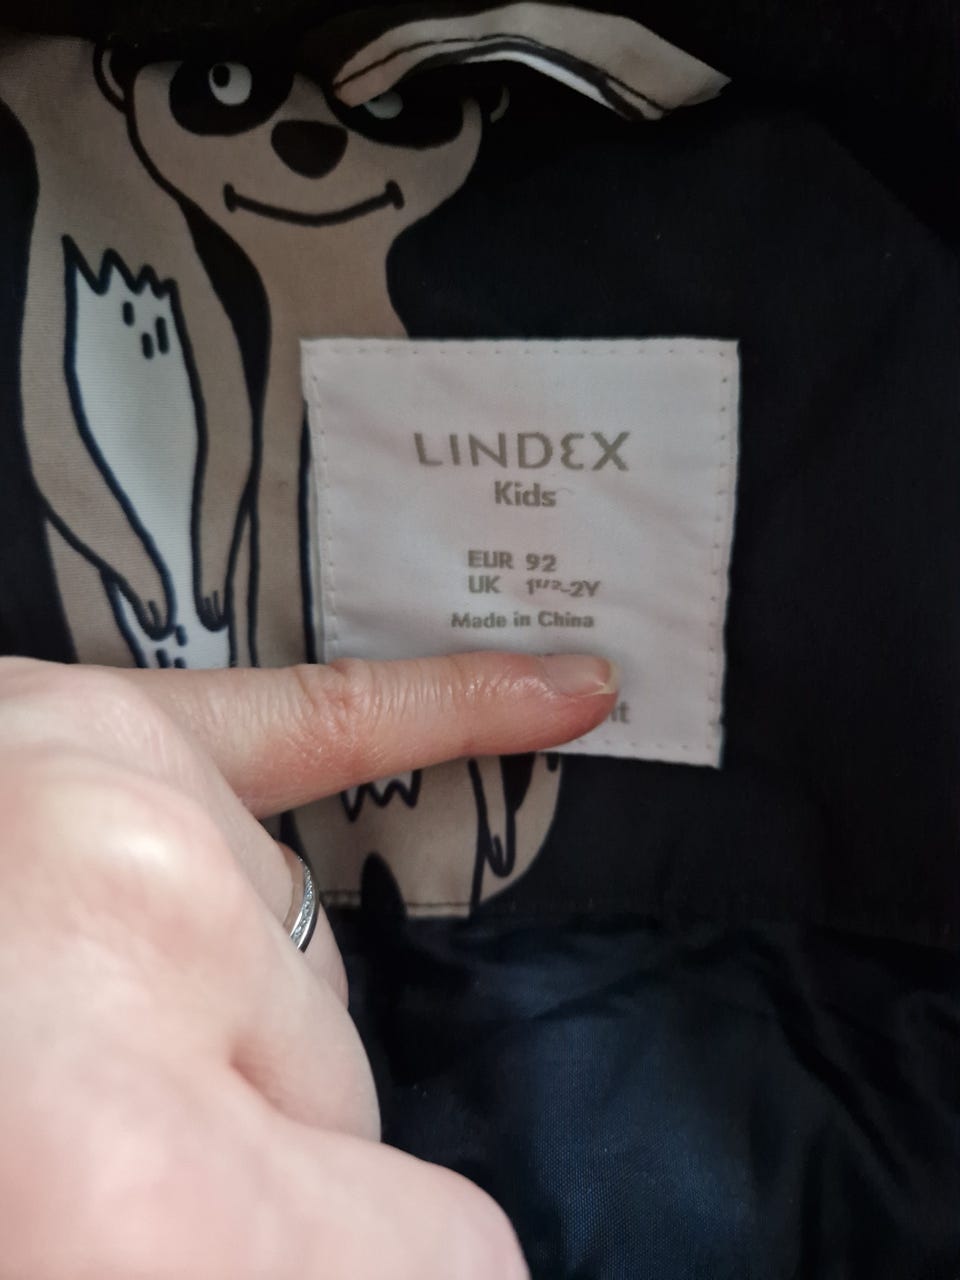 LINDEX
Kids
EUR 92
UK 1½-2Y
Made in China